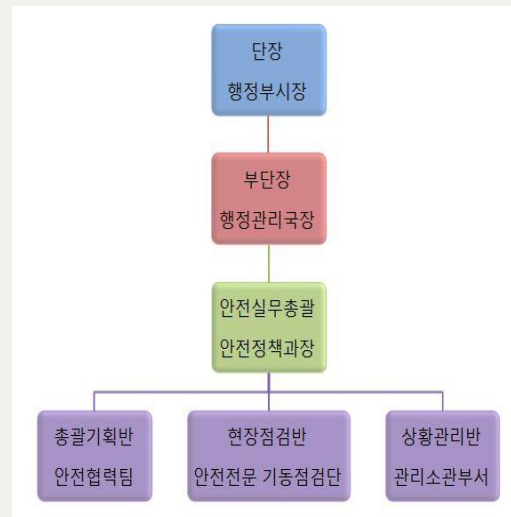 단장
행정부시장
부단장
행정관리국장
안전실무총괄
안전정책과장
총괄기획반
안전협력팀
현장점검반
안전전문 기동점검단
상황관리반
관리소관부서